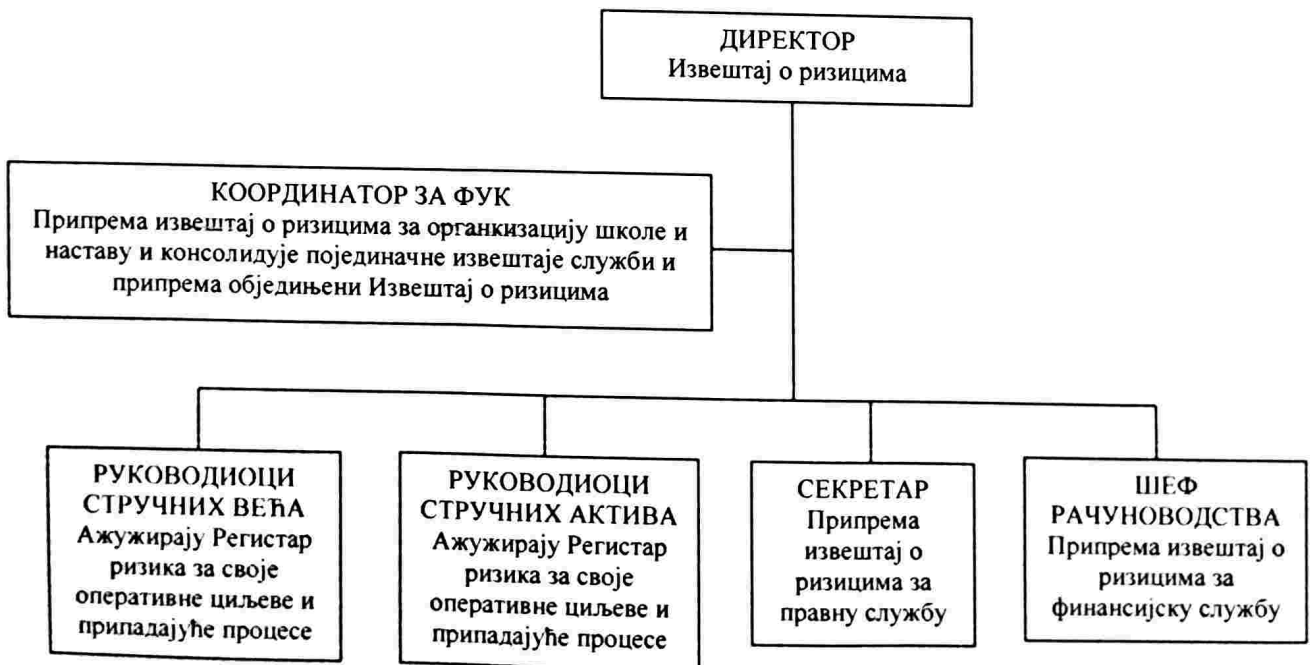 ДИРЕКТОР
Извештај о ризицима
КООРДИНАТОР ЗА ФУК
Припрема извештај о ризицима за органкизацију школе и
наставу и консолидује појединачне извештаје служби и
припрема обједињени Извештај о ризицима
РУКОВОДИОЦИ
СТРУЧНИХ ВЕЋА
Ажужирају Регистар
ризика за своје
оперативне циљеве и
припадајуће процесе
РУКОВОДИОЦИ
СТРУЧНИХ АКТИВА
Ажужирају Регистар
ризика за своје
оперативне циљеве и
припадајуће процесе
СЕКРЕТАР
Припрема
извештај о
ризицима за
правну службу
ШЕФ
РАЧУНОВОДСТВА
Припрема извештај о
ризицима за
финансијску службу